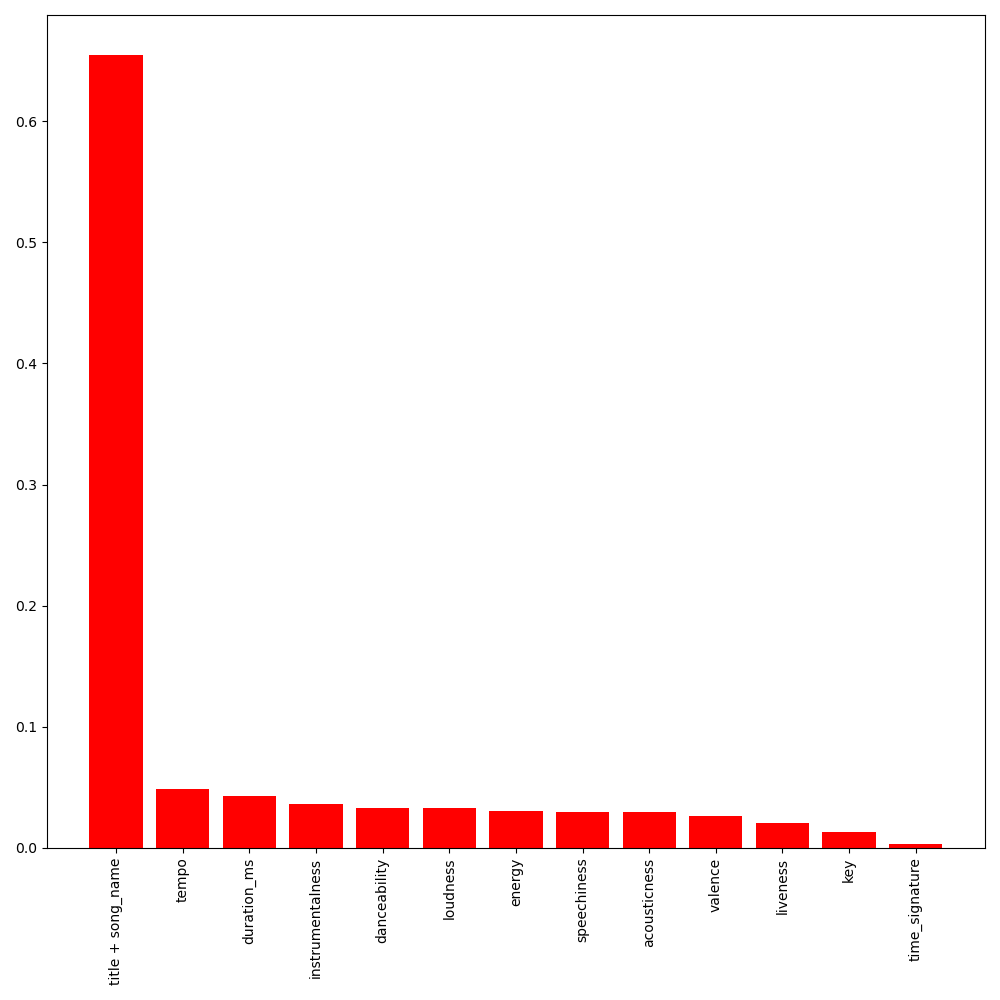 0.6
0.5
0.4
0.3
0.2
0.1
0.0
title + song_name
tempo
duration_ms
instrumentalness
danceability
loudness
energy
speechiness
acousticness
valence
liveness
key
time_signature